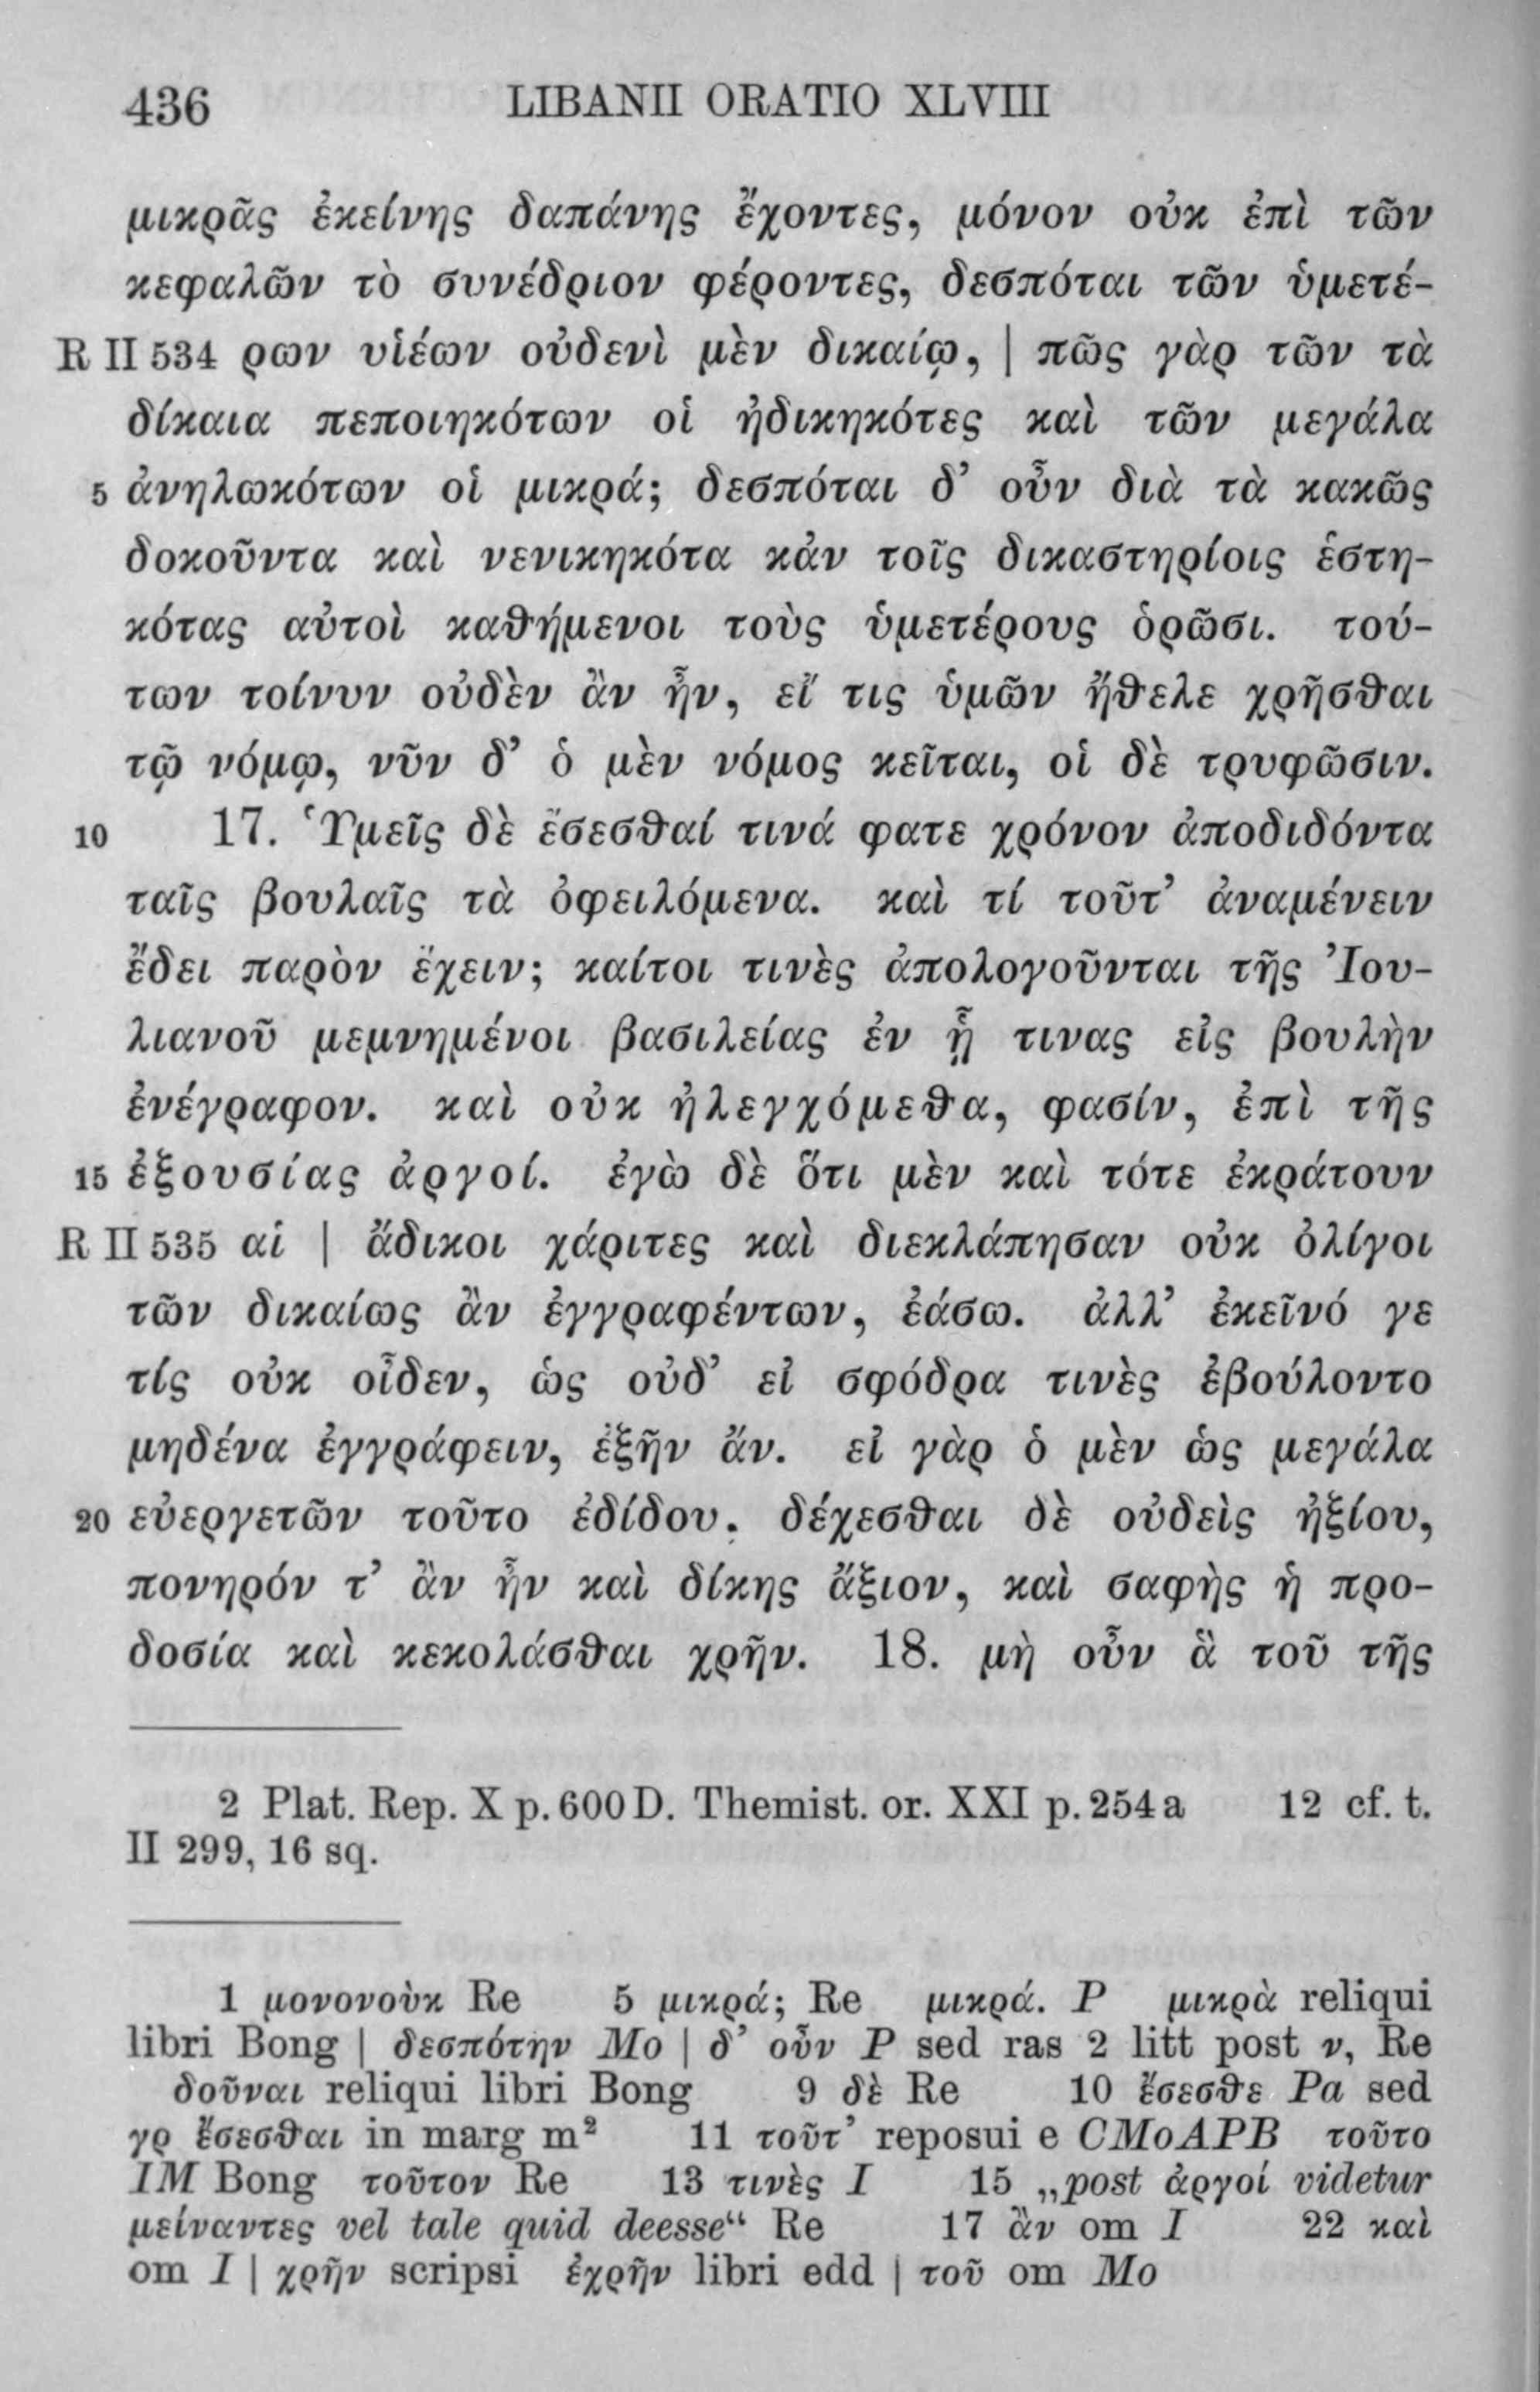 436 LIBANII ORATIO XLVIII
μικρᾶς ἐκείνης δαπάνης ἔχοντες, μόνον οὐκ ἐπὶ τῶν
κεφαλῶν τὸ συνέδριον φέροντες, δεσπόται τῶν ὑμετέ-
R II 534 ρων υἱέων οὐδενὶ μὲν δικαίῳ, | πῶς γὰρ τῶν τὰ
δίκαια πεποιηκότων οἱ ἠδικηκότες καὶ τῶν μεγάλα
5 ἀνηλωκότων οἱ μικρά; δεσπόται δ’ οὖν διὰ τὰ κακῶς
δοκοῦντα καὶ νενικηκότα κἀν τοῖς δικαστηρίοις ἑστη-
κότας αὐτοὶ καθήμενοι τοὺς ὑμετέρους ὁρῶσι. τού-
των τοίνυν οὐδὲν ἂν ἦν, εἴ τις ὑμῶν ἤθελε χρῆσθαι
τῷ νόμῳ, νῦν δ’ ὁ μὲν νόμος κεῖται, οἱ δὲ τρυφῶσιν.
10 17. Ὑμεῖς δὲ ἔσεσθαί τινά φατε χρόνον ἀποδιδόντα
ταῖς βουλαῖς τὰ ὀφειλόμενα. καὶ τί τοῦτ’ ἀναμένειν
ἔδει παρὸν ἔχειν; καίτοι τινὲς ἀπολογοῦνται τῆς Ἰου-
λιανοῦ μεμνημένοι βασιλείας ἐν ᾗ τινας εἰς βουλὴν
ἐνέγραφον. καὶ οὐκ ἠλεγχόμεθα, φασίν, ἐπὶ τῆς
15 ἐξουσίας ἀργοί. ἐγὼ δὲ ὅτι μὲν καὶ τότε ἐκράτουν
R II 535 αἱ | ἄδικοι χάριτες καὶ διεκλάπησαν οὐκ ὀλίγοι
τῶν δικαίως ἂν ἐγγραφέντων, ἐάσω. ἀλλ’ ἐκεῖνό γε
τίς οὐκ οἶδεν, ὡς οὐδ’ εἰ σφόδρα τινὲς ἐβούλοντο
μηδένα ἐγγράφειν, ἐξῆν ἄν. εἰ γὰρ ὁ μὲν ὡς μεγάλα
20 εὐεργετῶν τοῦτο ἐδίδου, δέχεσθαι δὲ οὐδεὶς ἠξίου,
πονηρόν τ’ ἂν ἦν καὶ δίκης ἄξιον, καὶ σαφὴς ἡ προ-
δοσία καὶ κεκολάσθαι χρῆν. 18. μὴ οὖν ἃ τοῦ τῆς
2 Plat. Rep. X p. 600 D. Themist. or. XXI p. 254 a 12 cf. t.
II 299, 16 sq.
1 μονονοὺκ Re 5 μικρά; Re μικρά. P μικρὰ reliqui
libri Bong | δεσπότην Mo | δ’ οὖν P sed ras 2 litt post ν, Re
δοῦναι reliqui libri Bong 9 δὲ Re 10 ἔσεσθε Pa sed
γρ ἔσεσθαι in marg m² 11 τοῦτ’ reposui e CMoAPB τοῦτο
IM Bong τοῦτον Re 13 τινὲς I 15 „post ἀργοί videtur
μείναντες vel tale quid deesse“ Re 17 ἂν om I 22 καὶ
om I | χρῆν scripsi ἐχρῆν libri edd | τοῦ om Mo